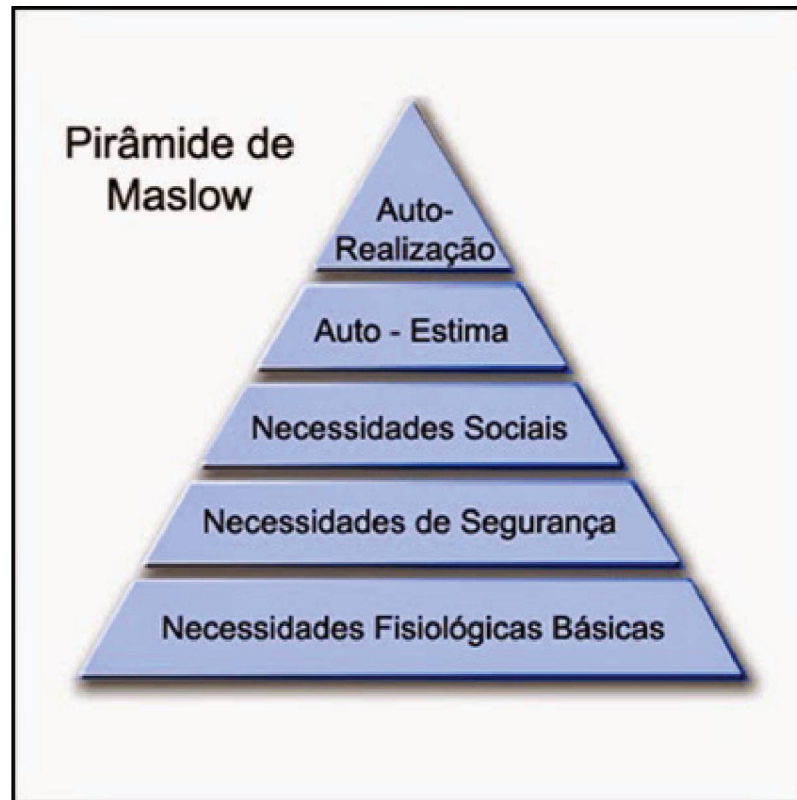 Pirâmide de
Maslow
Auto-
Realização
Auto - Estima
Necessidades Sociais
Necessidades de Segurança
Necessidades Fisiológicas Básicas